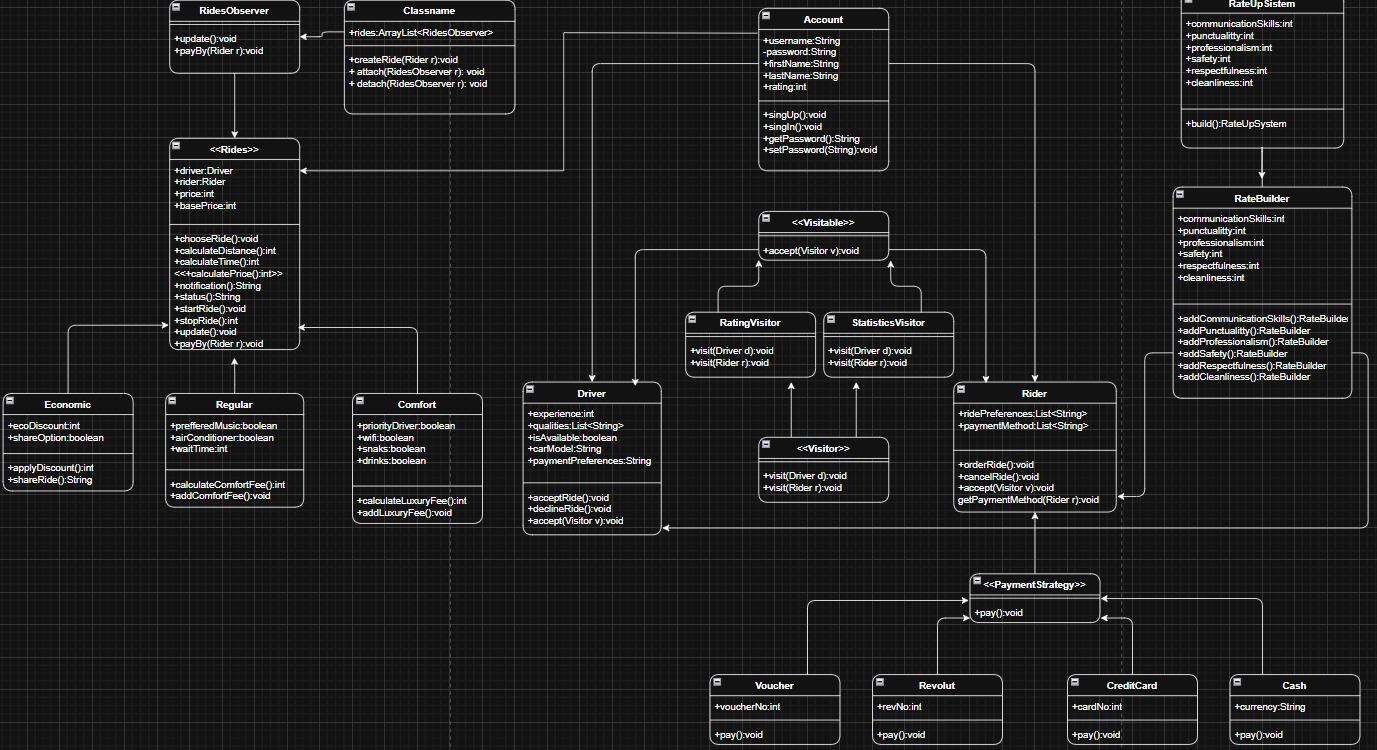 RidesObserver
+update():void
+payBy(Rider r):void
Classname
+rides:ArrayList<RidesObserver>
+createRide(Rider r):void
+ attach(RidesObserver r): void
+ detach(RidesObserver r): void
Account
+username:String
-password:String
+firstName:String
+lastName:String
+rating:int
+singUp():void
+singIn():void
+getPassword():String
+setPassword(String):void
RateUpSistem
+communicationSkills:int
+punctualitty:int
+professionalism:int
+safety:int
+respectfulness:int
+cleanliness:int
+build():RateUpSystem
<<Rides>>
+driver:Driver
+rider:Rider
+price:int
+basePrice:int
+chooseRide():void
+calculateDistance():int
+calculateTime():int
<<+calculatePrice():int>>
+notification():String
+status():String
+startRide():void
+stopRide():int
+update():void
+payBy(Rider r):void
<<Visitable>>
+accept(Visitor v):void
RateBuilder
+communicationSkills:int
+punctualitty:int
+professionalism:int
+safety:int
+respectfulness:int
+cleanliness:int
+addCommunicationSkills():RateBuilder
+addPunctualitty():RateBuilder
+addProfessionalism():RateBuilder
+addSafety():RateBuilder
+addRespectfulness():RateBuilder
+addCleanliness():RateBuilder
RatingVisitor
+visit(Driver d):void
+visit(Rider r):void
StatisticsVisitor
+visit(Driver d):void
+visit(Rider r):void
Economic
+ecoDiscount:int
+shareOption:boolean
+applyDiscount():int
+shareRide():String
Regular
+prefferedMusic:boolean
+airConditioner:boolean
+waitTime:int
+calculateComfortFee():int
+addComfortFee():void
Comfort
+priorityDriver:boolean
+wifi:boolean
+snaks:boolean
+drinks:boolean
+calculateLuxuryFee():int
+addLuxuryFee():void
Driver
+experience:int
+qualities:List<String>
+isAvailable:boolean
+carModel:String
+paymentPreferences:String
+acceptRide():void
+declineRide():void
+accept(Visitor v):void
<<Visitor>>
+visit(Driver d):void
+visit(Rider r):void
Rider
+ridePreferences:List<String>
+paymentMethod:List<String>
+orderRide():void
+cancelRide():void
+accept(Visitor v):void
getPaymentMethod(Rider r):void
<<PaymentStrategy>>
+pay():void
Voucher
+voucherNo:int
+pay():void
Revolut
+revNo:int
+pay():void
CreditCard
+cardNo:int
+pay():void
Cash
+currency:String
+pay():void